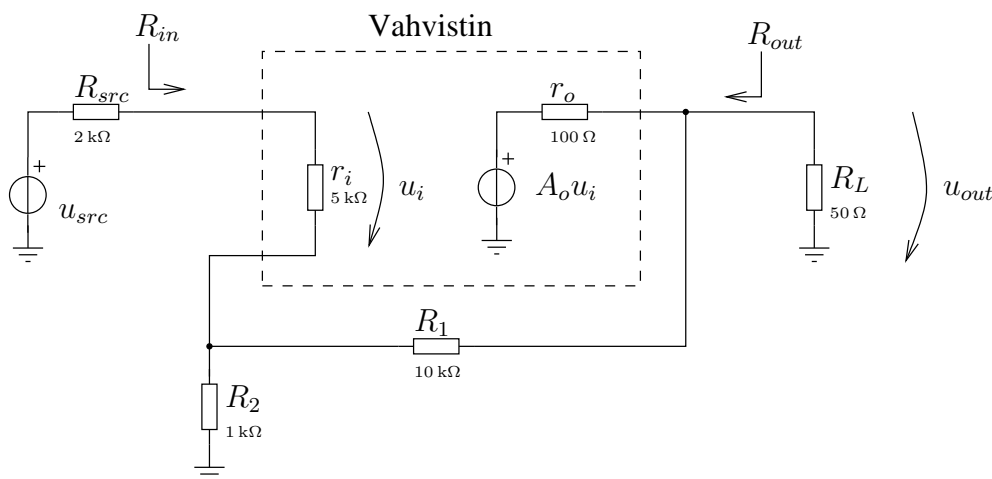 Vahvistin
R_in
R_out
R_src
2 kΩ
r_o
100 Ω
+
u_src
r_i
5 kΩ
u_i
+
A_o u_i
R_L
50 Ω
u_out
R_1
10 kΩ
R_2
1 kΩ